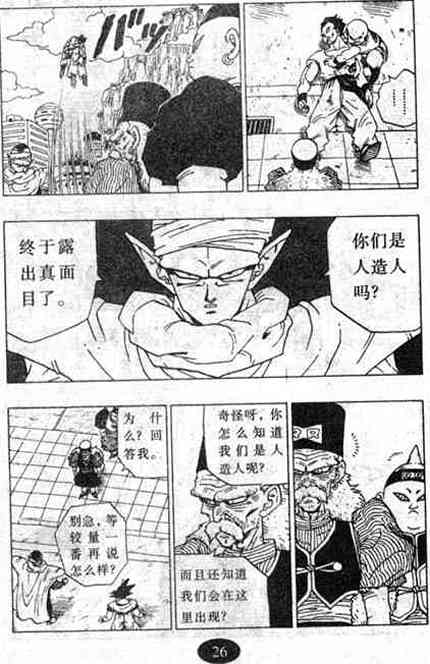 …………
你们是
人造人
吗？
终于露
出真面
目了。
奇怪呀，你
怎么知道
我们是人
造人呢？
而且还知道
我们会在这
里出现？
为什
么？回
答我。
别急，等
较量一
番再说
怎么样？
26